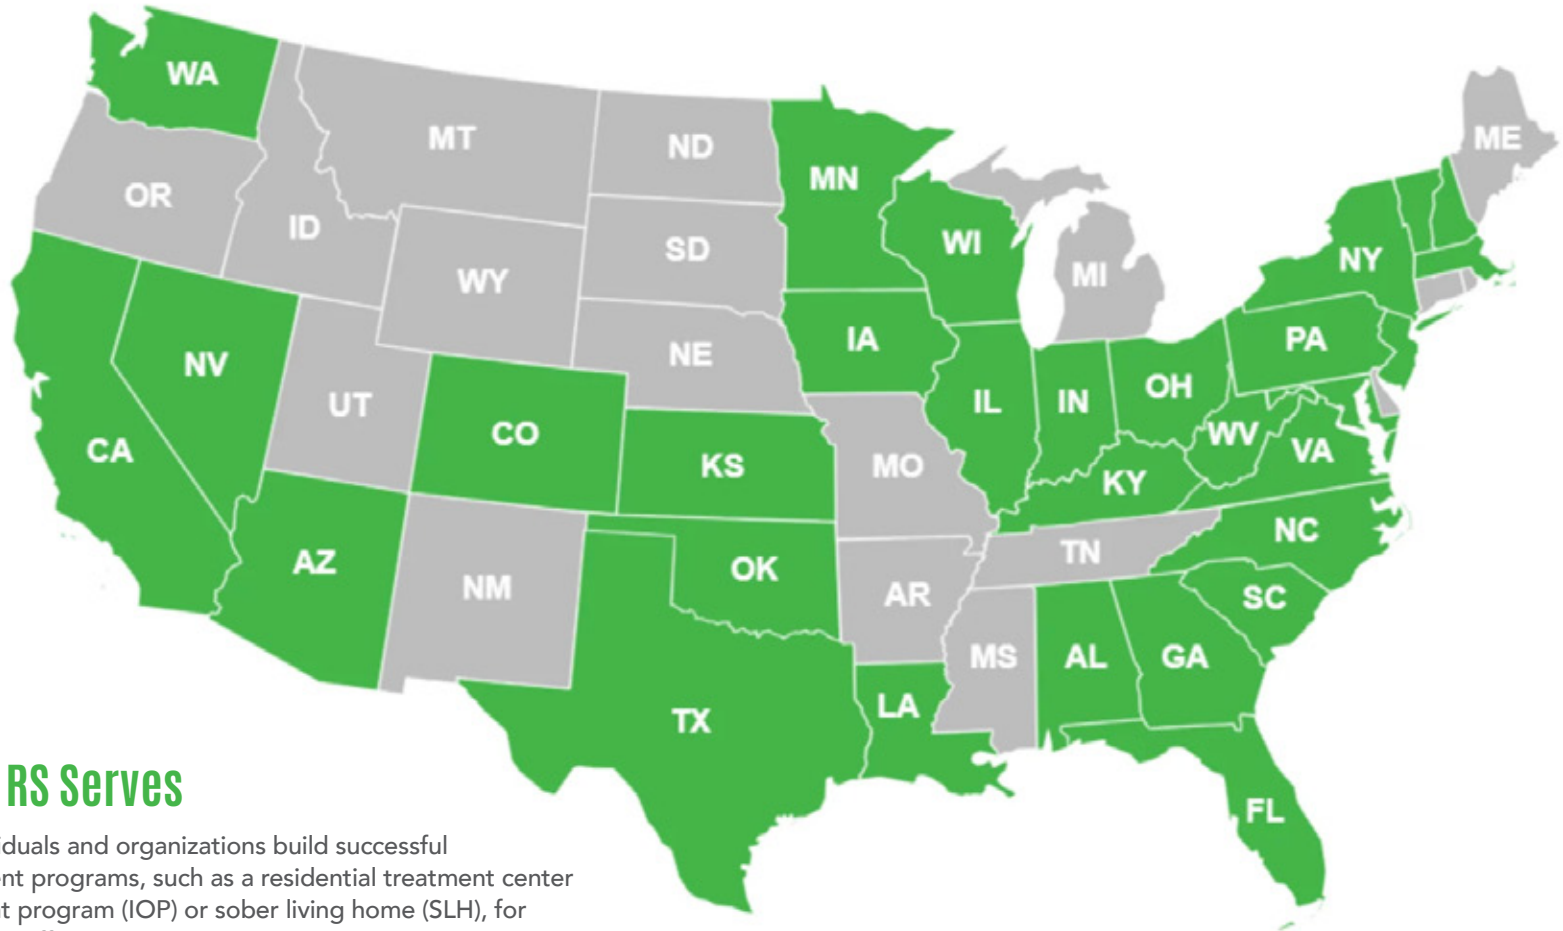 WA
MT
ND
ME
MN
OR
ID
WI
SD
NY
MI
WY
IA
PA
NE
NV
OH
UT
IL
IN
CO
WV
CA
VA
KS
MO
KY
NC
TN
AZ
OK
NM
AR
SC
MS
AL
GA
LA
TX
FL
RS Serves
iduals and organizations build successful
nt programs, such as a residential treatment center
t program (IOP) or sober living home (SLH), for